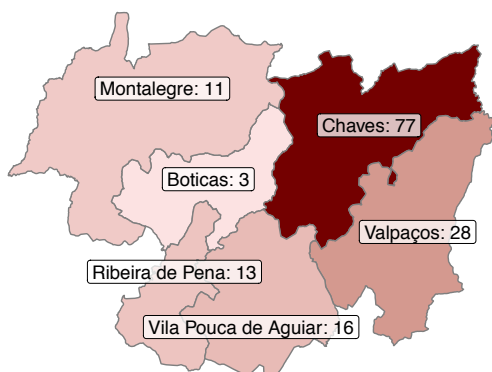 Montalegre: 11
Chaves: 77
Boticas: 3
Valpaços: 28
Ribeira de Pena: 13
Vila Pouca de Aguiar: 16